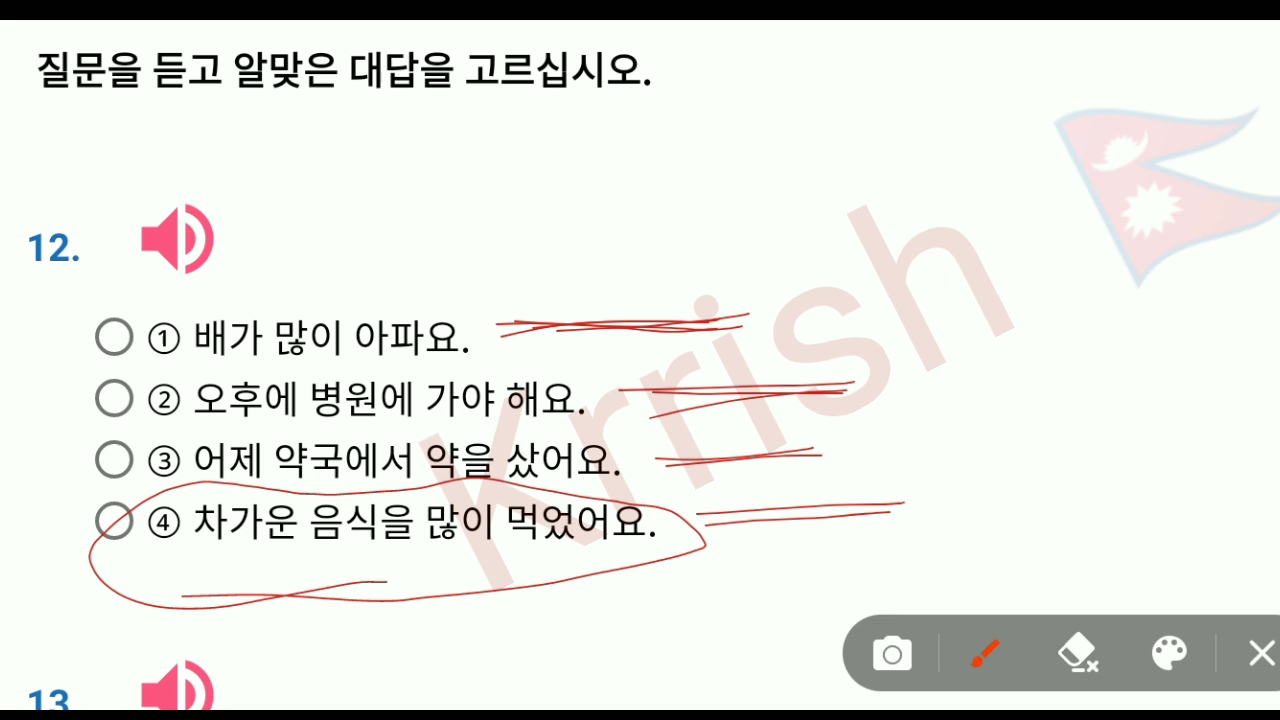 질문을 듣고 알맞은 대답을 고르십시오.
12.
① 배가 많이 아파요.
② 오후에 병원에 가야 해요.
③ 어제 약국에서 약을 샀어요.
④ 차가운 음식을 많이 먹었어요.
Krrish
13